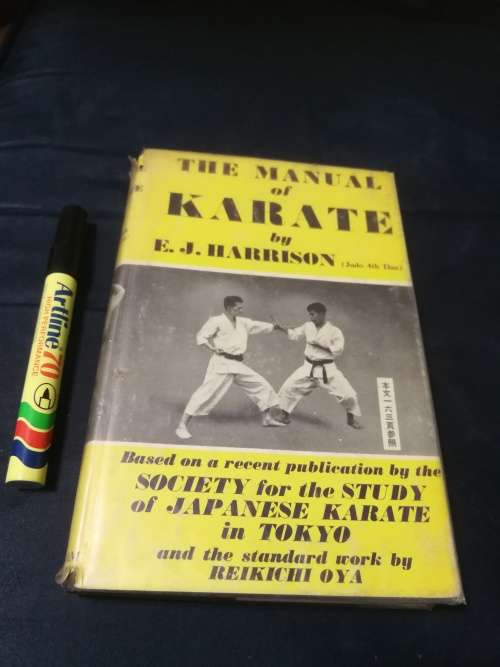 THE MANUAL
of
KARATE
by
E. J. HARRISON (Judo 4th Dan)
本文一六三頁参照
Based on a recent publication by the
SOCIETY for the STUDY
of JAPANESE KARATE
in TOKYO
and the standard work by
REIKICHI OYA
Artline 70
HIGH PERFORMANCE